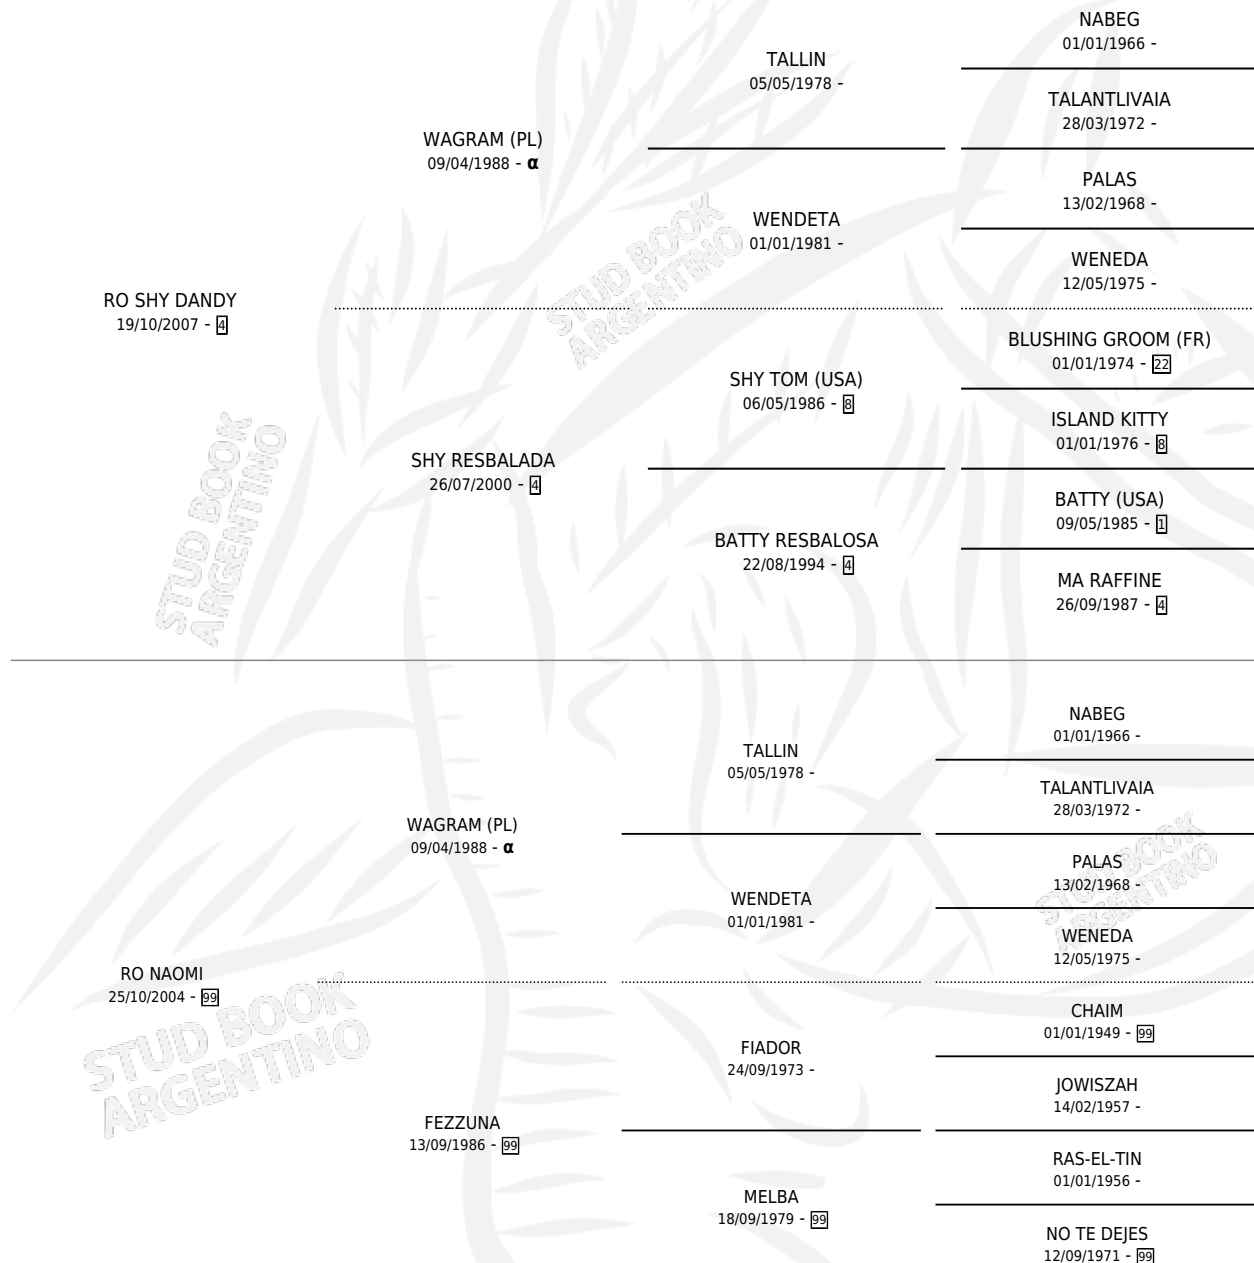 NABEG
01/01/1966 -
TALLIN
05/05/1978 -
TALANTLIVAIA
28/03/1972 -
WAGRAM (PL)
09/04/1988 - α
PALAS
13/02/1968 -
WENDETA
01/01/1981 -
WENEDA
12/05/1975 -
RO SHY DANDY
19/10/2007 - 4
BLUSHING GROOM (FR)
01/01/1974 - 22
SHY TOM (USA)
06/05/1986 - 8
ISLAND KITTY
01/01/1976 - 8
SHY RESBALADA
26/07/2000 - 4
BATTY (USA)
09/05/1985 - 1
BATTY RESBALOSA
22/08/1994 - 4
MA RAFFINE
26/09/1987 - 4
STUD BOOK
ARGENTINO
STUD BOOK
ARGENTINO
NABEG
01/01/1966 -
TALLIN
05/05/1978 -
TALANTLIVAIA
28/03/1972 -
WAGRAM (PL)
09/04/1988 - α
PALAS
13/02/1968 -
WENDETA
01/01/1981 -
WENEDA
12/05/1975 -
RO NAOMI
25/10/2004 - 99
CHAIM
01/01/1949 - 99
FIADOR
24/09/1973 -
JOWISZAH
14/02/1957 -
FEZZUNA
13/09/1986 - 99
RAS-EL-TIN
01/01/1956 -
MELBA
18/09/1979 - 99
NO TE DEJES
12/09/1971 - 99
STUD BOOK
ARGENTINO
STUD BOOK
ARGENTINO